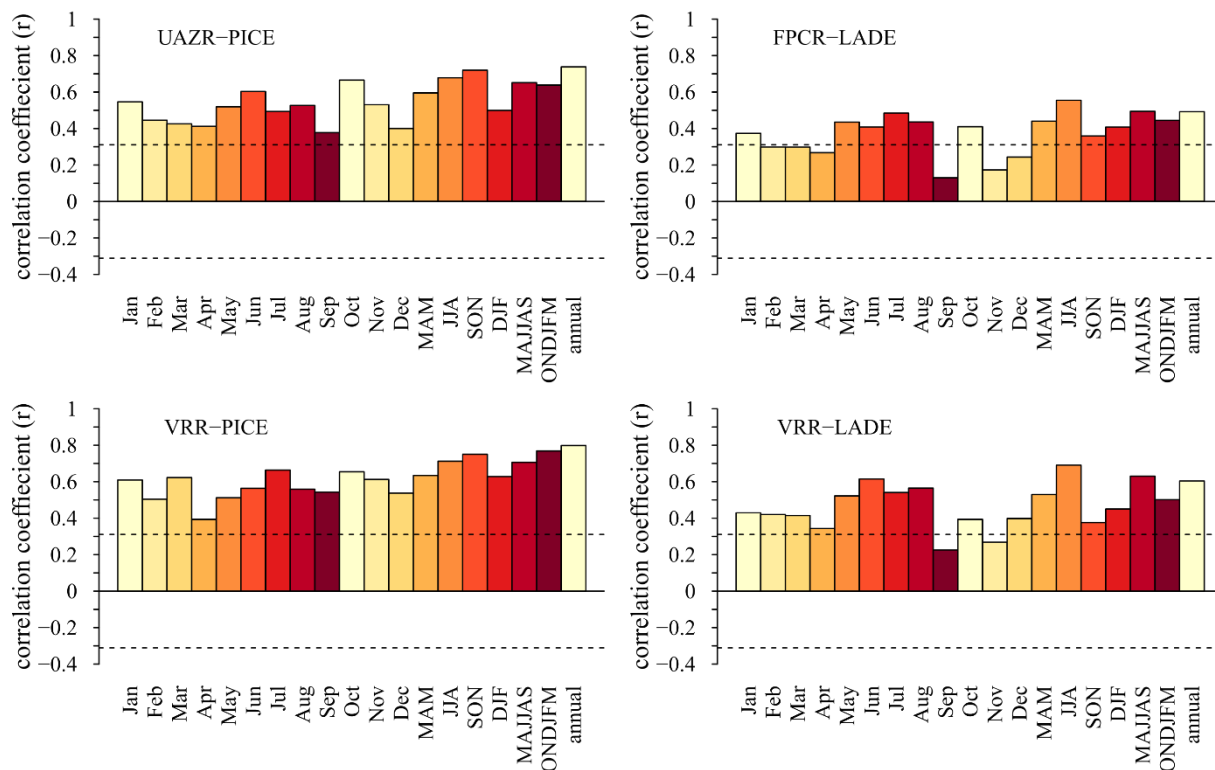 UAZR−PICE
correlation coeffiecient (r)
1
0.8
0.6
0.4
0.2
0
−0.2
−0.4
Jan
Feb
Mar
Apr
May
Jun
Jul
Aug
Sep
Oct
Nov
Dec
MAM
JJA
SON
DJF
MAJJAS
ONDJFM
annual
FPCR−LADE
correlation coeffiecient (r)
1
0.8
0.6
0.4
0.2
0
−0.2
−0.4
Jan
Feb
Mar
Apr
May
Jun
Jul
Aug
Sep
Oct
Nov
Dec
MAM
JJA
SON
DJF
MAJJAS
ONDJFM
annual
VRR−PICE
correlation coeffiecient (r)
1
0.8
0.6
0.4
0.2
0
−0.2
−0.4
Jan
Feb
Mar
Apr
May
Jun
Jul
Aug
Sep
Oct
Nov
Dec
MAM
JJA
SON
DJF
MAJJAS
ONDJFM
annual
VRR−LADE
correlation coeffiecient (r)
1
0.8
0.6
0.4
0.2
0
−0.2
−0.4
Jan
Feb
Mar
Apr
May
Jun
Jul
Aug
Sep
Oct
Nov
Dec
MAM
JJA
SON
DJF
MAJJAS
ONDJFM
annual